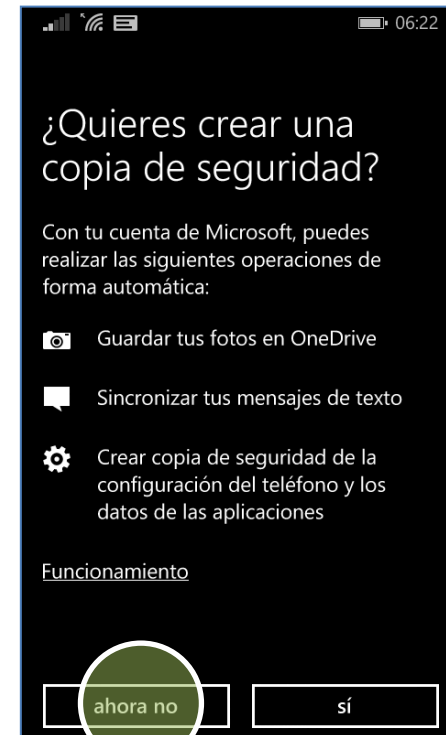 06:22
¿Quieres crear una
copia de seguridad?
Con tu cuenta de Microsoft, puedes
realizar las siguientes operaciones de
forma automática:
Guardar tus fotos en OneDrive
Sincronizar tus mensajes de texto
Crear copia de seguridad de la
configuración del teléfono y los
datos de las aplicaciones
Funcionamiento
ahora no
sí